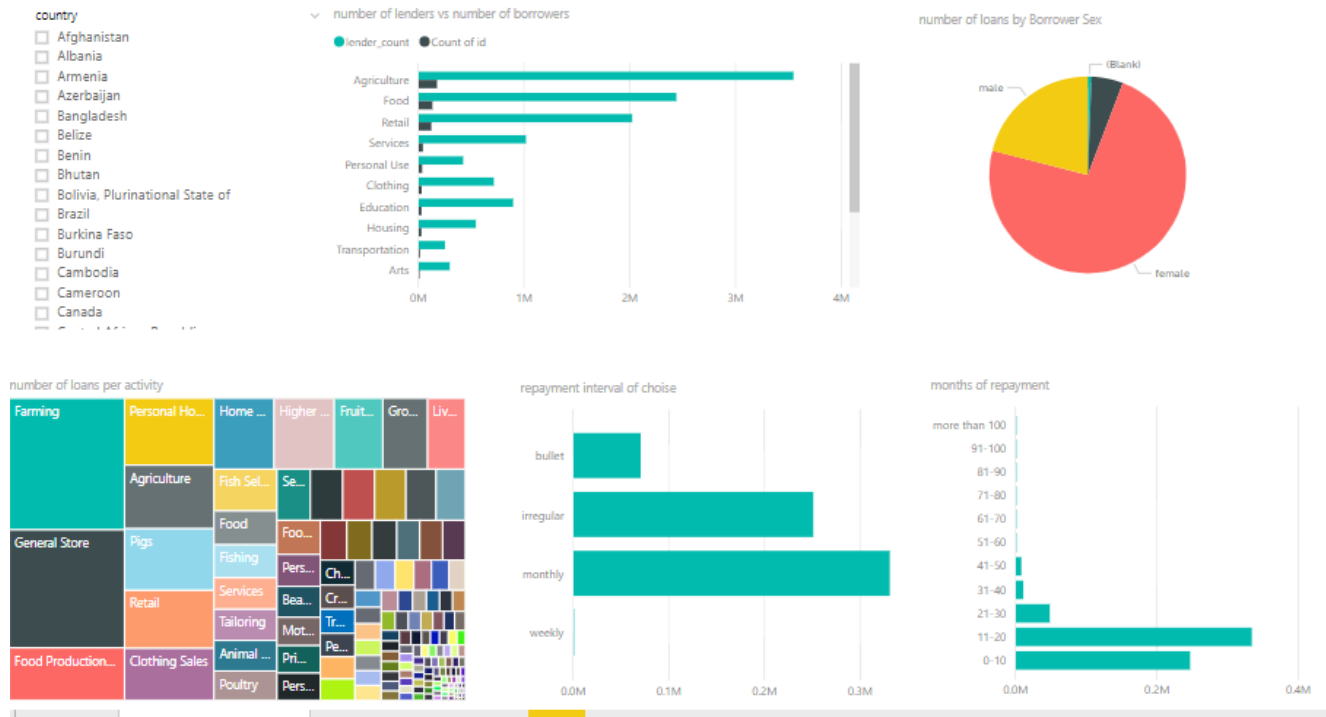 country
Afghanistan
Albania
Armenia
Azerbaijan
Bangladesh
Belize
Benin
Bhutan
Bolivia, Plurinational State of
Brazil
Burkina Faso
Burundi
Cambodia
Cameroon
Canada
number of lenders vs number of borrowers
lender_count Count of id
Agriculture
Food
Retail
Services
Personal Use
Clothing
Education
Housing
Transportation
Arts
0M 1M 2M 3M 4M
number of loans by Borrower Sex
(Blank)
male
female
number of loans per activity
Farming
General Store
Food Production...
Personal Ho...
Agriculture
Pigs
Retail
Clothing Sales
Home ...
Fish Sel...
Food
Fishing
Services
Tailoring
Animal ...
Poultry
Higher ...
Fruit...
Gro...
Liv...
Se...
Foo...
Pers...
Bea...
Mot...
Pri...
Pers...
Ch...
Cr...
Tr...
Pe...
repayment interval of choise
bullet
irregular
monthly
weekly
0.0M 0.1M 0.2M 0.3M
months of repayment
more than 100
91-100
81-90
71-80
61-70
51-60
41-50
31-40
21-30
11-20
0-10
0.0M 0.2M 0.4M